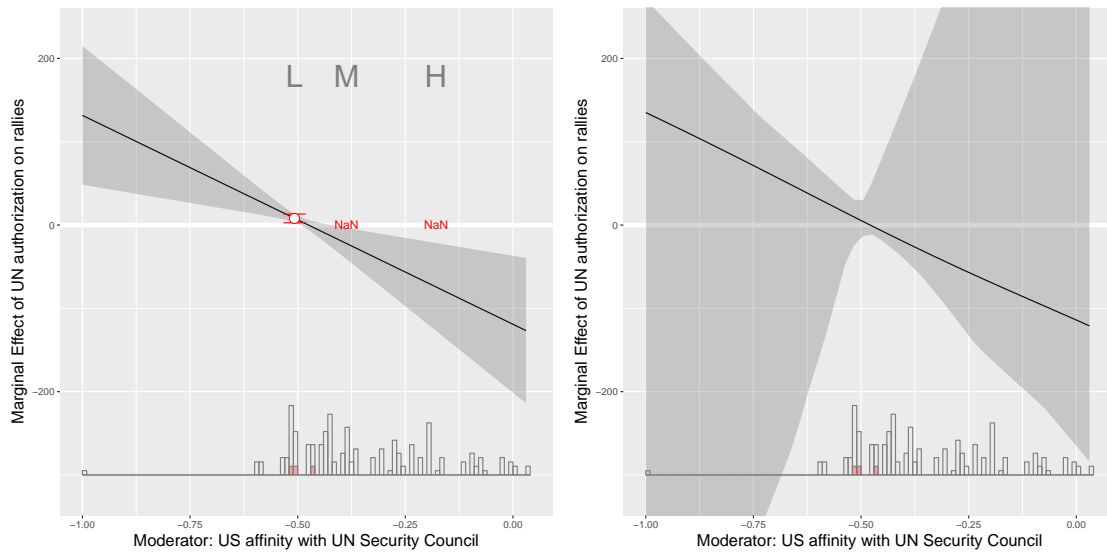 Marginal Effect of UN authorization on rallies
200
0
−200
L M H
NaN NaN
−1.00 −0.75 −0.50 −0.25 0.00
Moderator: US affinity with UN Security Council
Marginal Effect of UN authorization on rallies
200
0
−200
−1.00 −0.75 −0.50 −0.25 0.00
Moderator: US affinity with UN Security Council